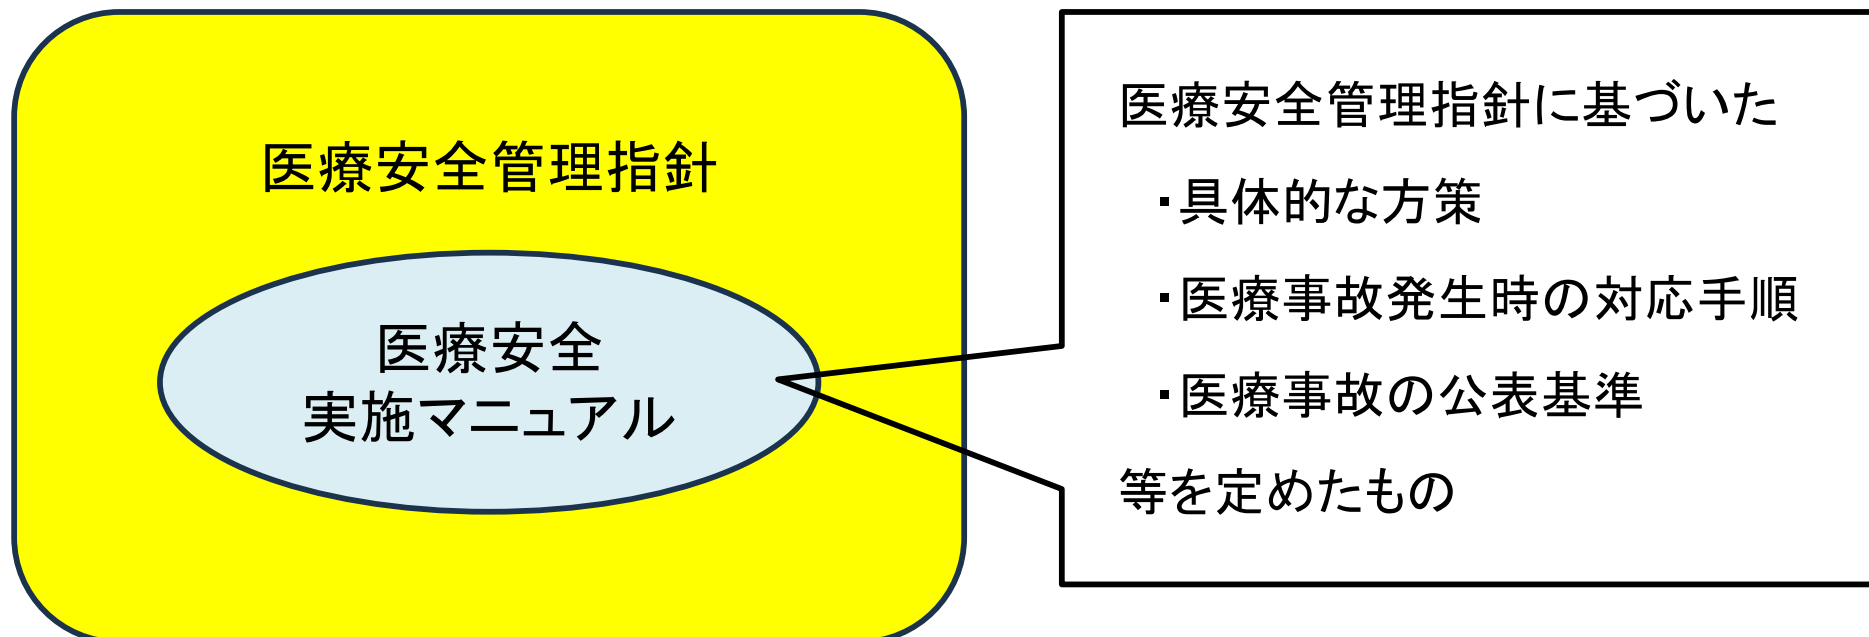 医療安全管理指針
医療安全
実施マニュアル
医療安全管理指針に基づいた
・具体的な方策
・医療事故発生時の対応手順
・医療事故の公表基準
等を定めたもの